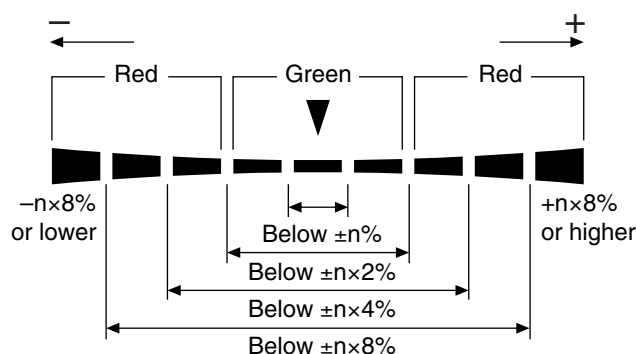 − +
Red Green Red
−n×8%
or lower
+n×8%
or higher
Below ±n%
Below ±n×2%
Below ±n×4%
Below ±n×8%